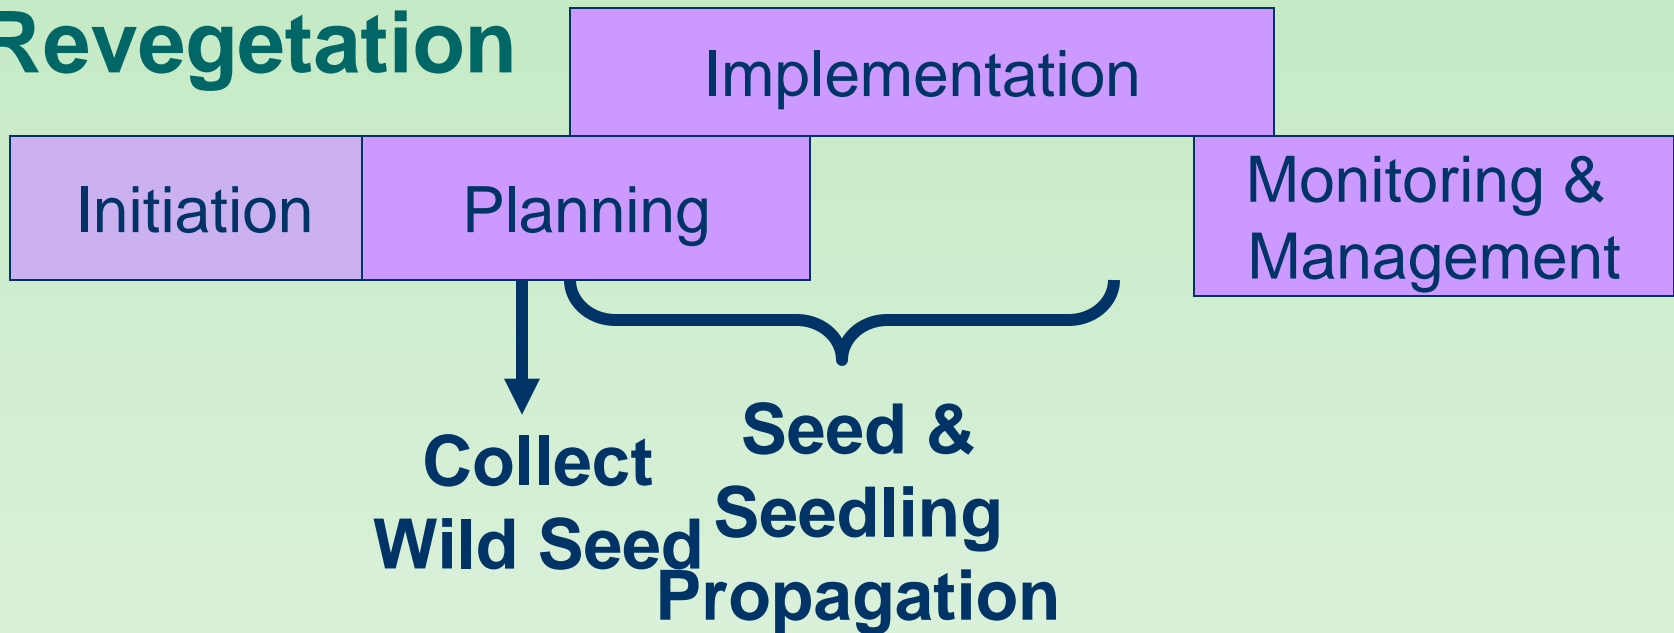 Revegetation
Implementation
Initiation
Planning
Monitoring &
Management
Collect
Wild Seed
Seed &
Seedling
Propagation